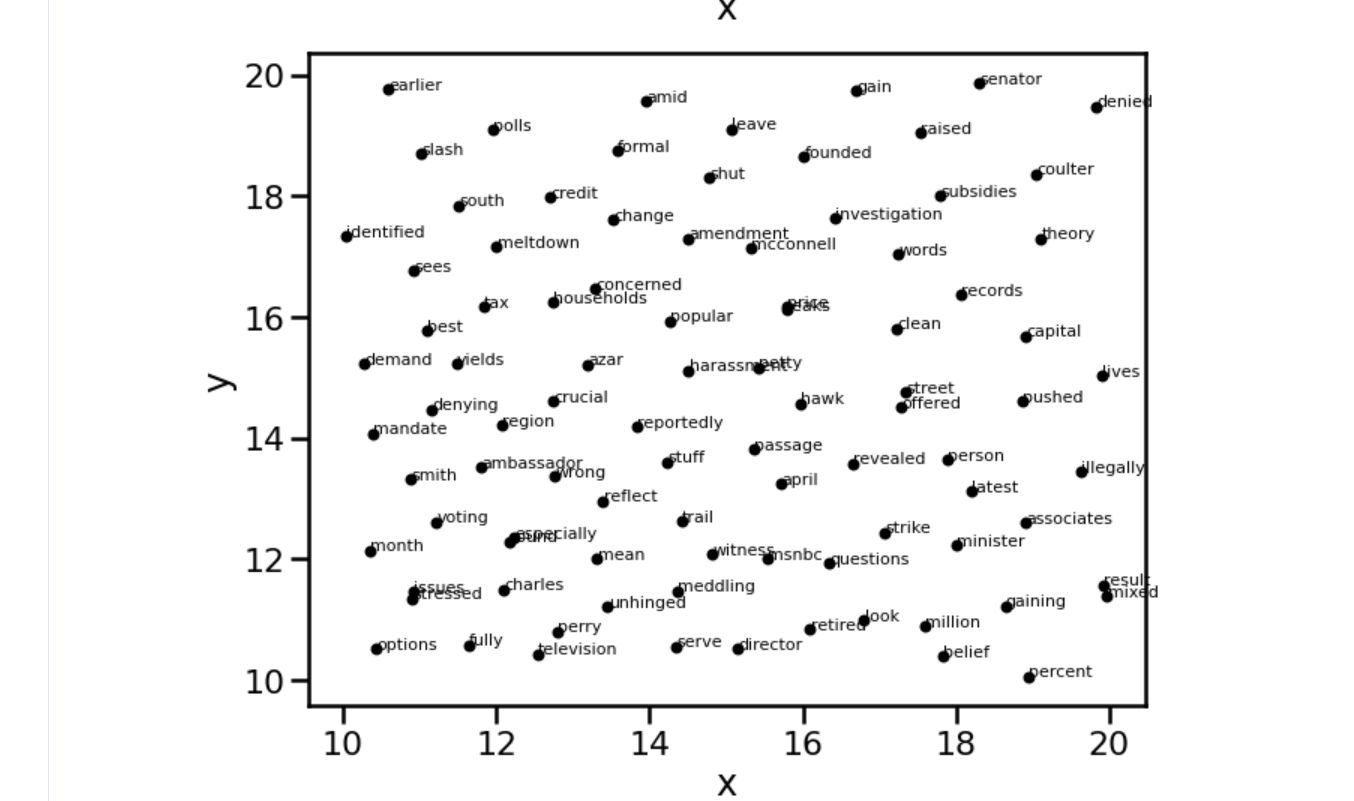 x
20
earlier
senator
gain
amid
denied
polls
leave
raised
slash
formal
founded
shut
coulter
18
south
credit
subsidies
change
investigation
identified
meltdown
amendment
mcconnell
words
theory
sees
concerned
households
tax
price
records
16
best
popular
clean
capital
demand
yields
azar
harassment
petty
lives
y
crucial
hawk
street
offered
pushed
denying
region
14
mandate
reportedly
passage
revealed
person
stuff
ambassador
wrong
smith
april
illegally
latest
reflect
voting
especially
trail
strike
associates
12
month
mean
witness
msnbc
questions
minister
issues
stressed
charles
meddling
result
mixed
unhinged
gaining
perry
retired
look
million
options
fully
television
serve
director
belief
10
percent
10 12 14 16 18 20
x